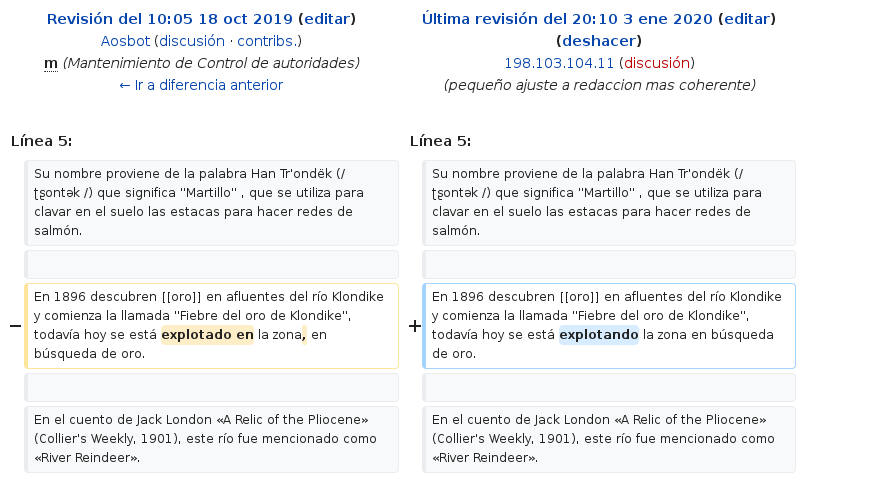 Revisión del 10:05 18 oct 2019 (editar)
Aosbot (discusión · contribs.)
m (Mantenimiento de Control de autoridades)
← Ir a diferencia anterior
Última revisión del 20:10 3 ene 2020 (editar)
(deshacer)
198.103.104.11 (discusión)
(pequeño ajuste a redaccion mas coherente)
Línea 5:
Línea 5:
Su nombre proviene de la palabra Han Tr'ondëk (/
ʈʂontək /) que significa "Martillo" , que se utiliza para
clavar en el suelo las estacas para hacer redes de
salmón.
Su nombre proviene de la palabra Han Tr'ondëk (/
ʈʂontək /) que significa "Martillo" , que se utiliza para
clavar en el suelo las estacas para hacer redes de
salmón.
− En 1896 descubren [[oro]] en afluentes del río Klondike
y comienza la llamada "Fiebre del oro de Klondike",
todavía hoy se está explotado en la zona, en
búsqueda de oro.
+ En 1896 descubren [[oro]] en afluentes del río Klondike
y comienza la llamada "Fiebre del oro de Klondike",
todavía hoy se está explotando la zona en búsqueda
de oro.
En el cuento de Jack London «A Relic of the Pliocene»
(Collier's Weekly, 1901), este río fue mencionado como
«River Reindeer».
En el cuento de Jack London «A Relic of the Pliocene»
(Collier's Weekly, 1901), este río fue mencionado como
«River Reindeer».